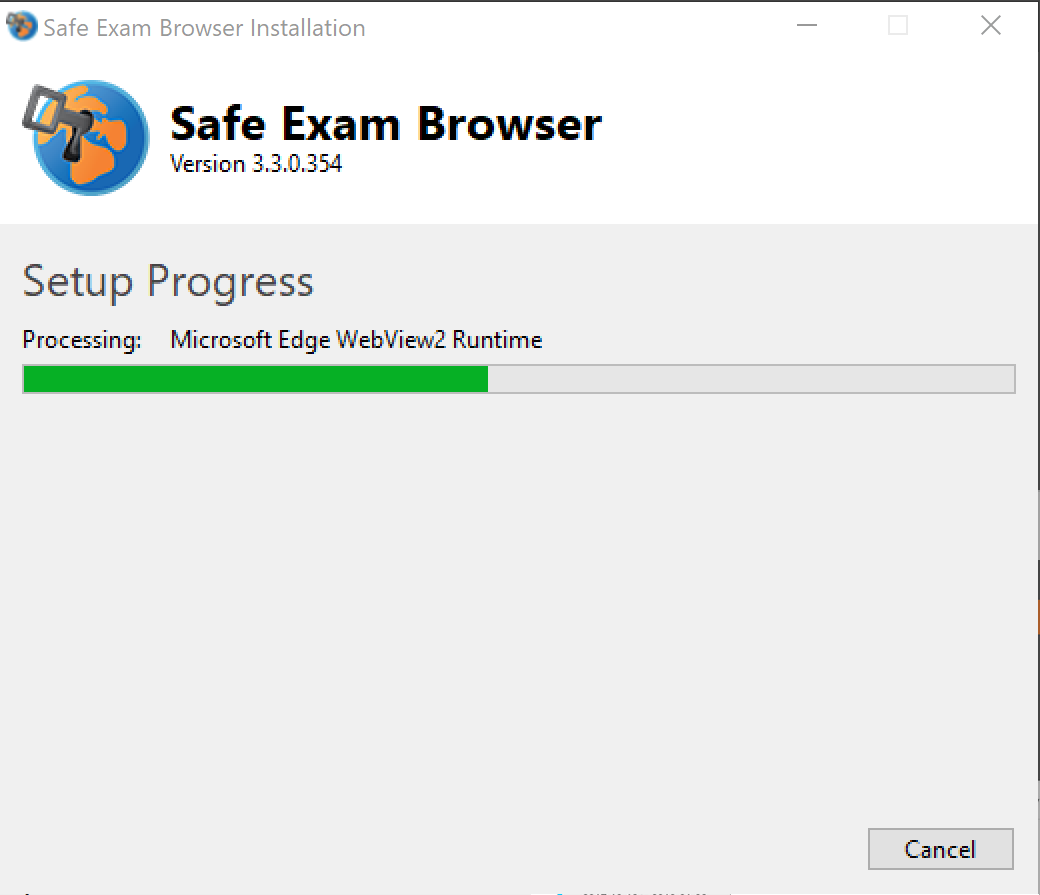 Safe Exam Browser Installation
Safe Exam Browser
Version 3.3.0.354
Setup Progress
Processing: Microsoft Edge WebView2 Runtime
Cancel